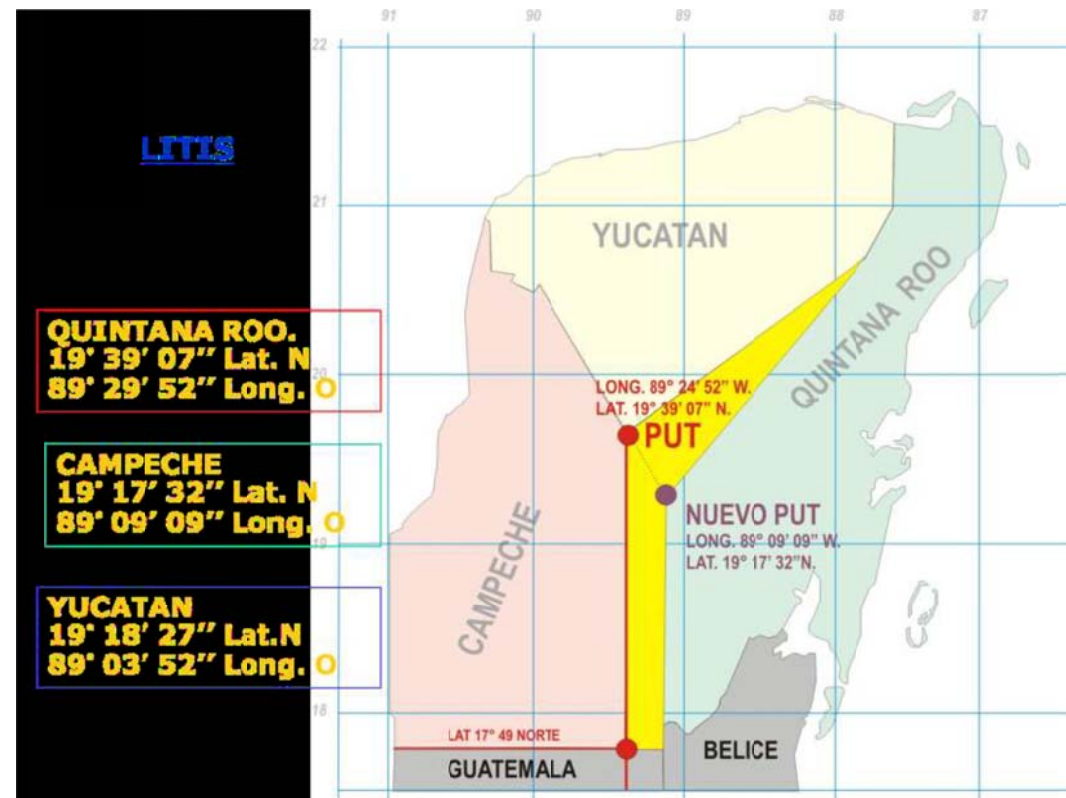 91 90 89 88 87
22
LITIS
21
YUCATAN
QUINTANA ROO
QUINTANA ROO.
19° 39' 07'' Lat. N
89° 29' 52'' Long. O
20
LONG. 89° 24' 52" W.
LAT. 19° 39' 07" N.
PUT
CAMPECHE
19° 17' 32'' Lat. N
89° 09' 09'' Long. O
NUEVO PUT
LONG. 89° 09' 09" W.
LAT. 19° 17' 32"N.
19
CAMPECHE
YUCATAN
19° 18' 27'' Lat.N
89° 03' 52'' Long. O
18
LAT 17° 49 NORTE
BELICE
GUATEMALA